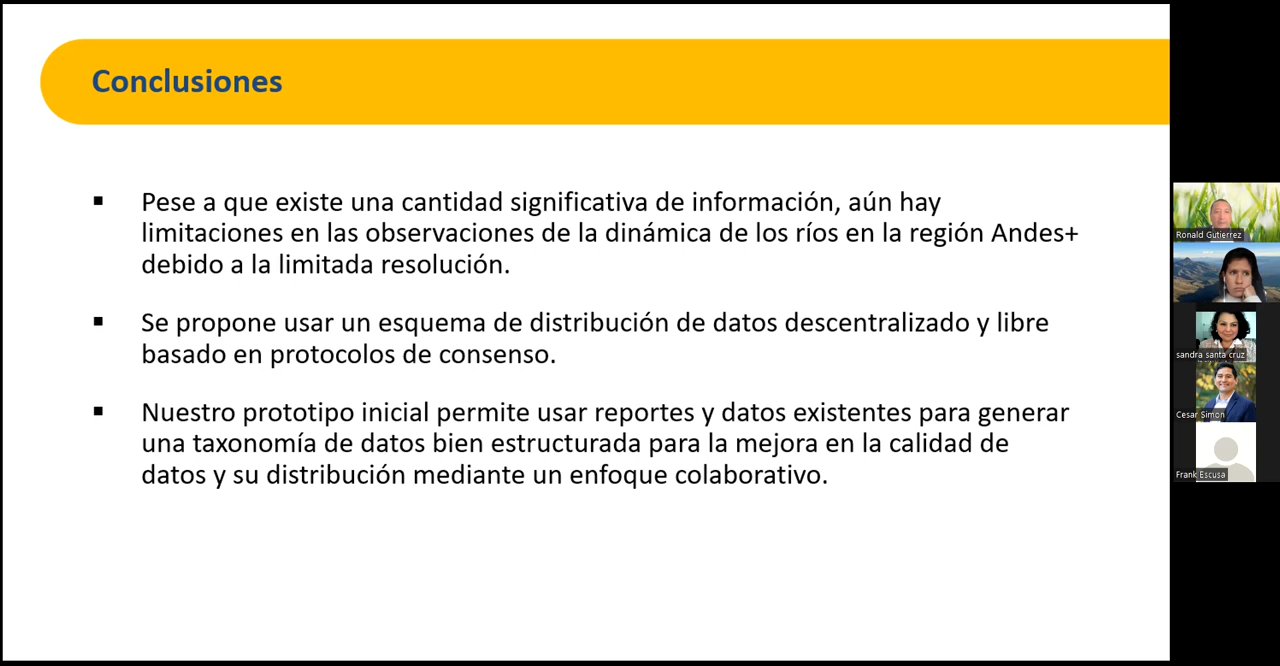 Conclusiones
▪ Pese a que existe una cantidad significativa de información, aún hay
limitaciones en las observaciones de la dinámica de los ríos en la región Andes+
debido a la limitada resolución.
▪ Se propone usar un esquema de distribución de datos descentralizado y libre
basado en protocolos de consenso.
▪ Nuestro prototipo inicial permite usar reportes y datos existentes para generar
una taxonomía de datos bien estructurada para la mejora en la calidad de
datos y su distribución mediante un enfoque colaborativo.
Ronald Gutierrez
sandra santa cruz
Cesar Simon
Frank Escusa